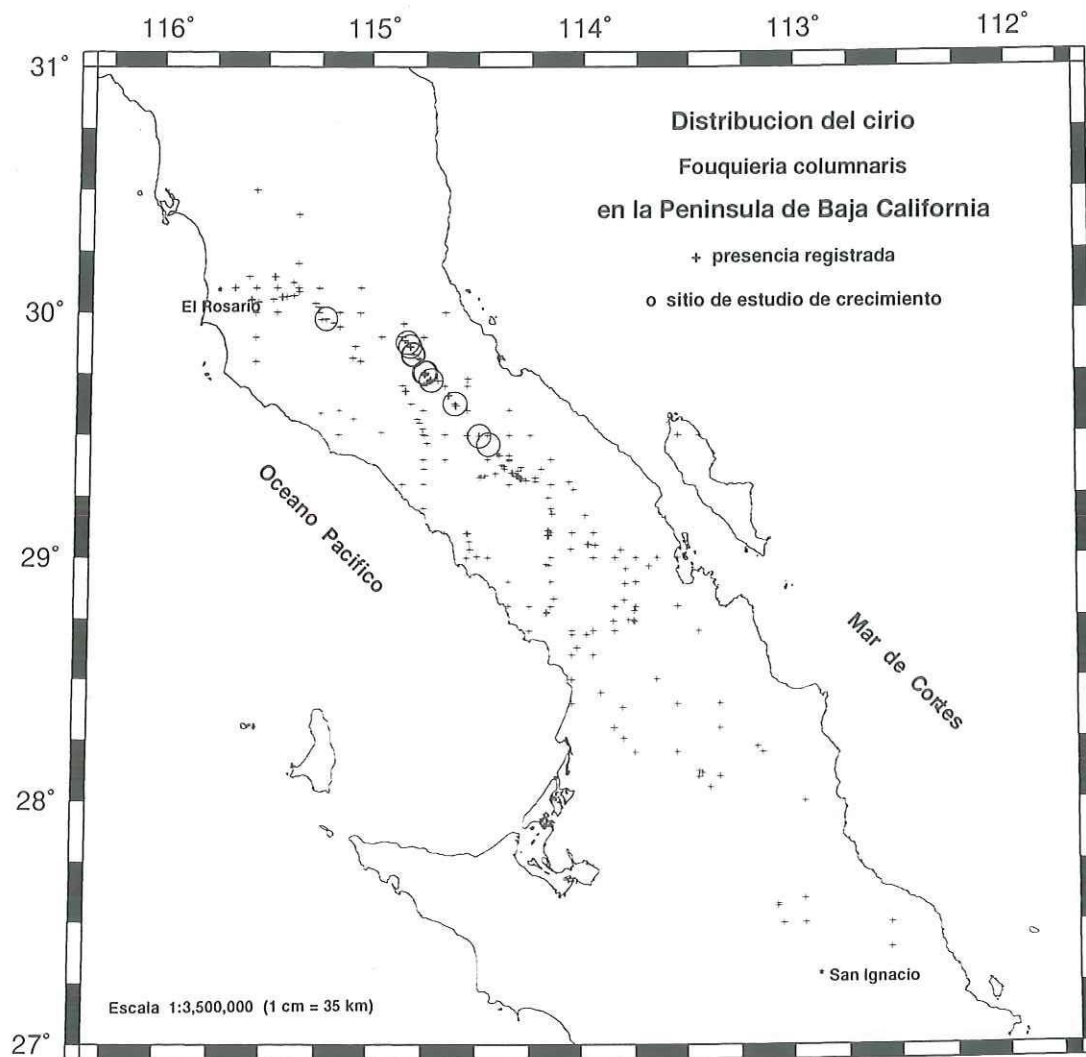 116° 115° 114° 113° 112°
31°
Distribucion del cirio
Fouquieria columnaris
en la Peninsula de Baja California
+ presencia registrada
o sitio de estudio de crecimiento
El Rosario
30°
Oceano Pacifico
29°
Mar de Cortes
28°
* San Ignacio
Escala 1:3,500,000 (1 cm = 35 km)
27°